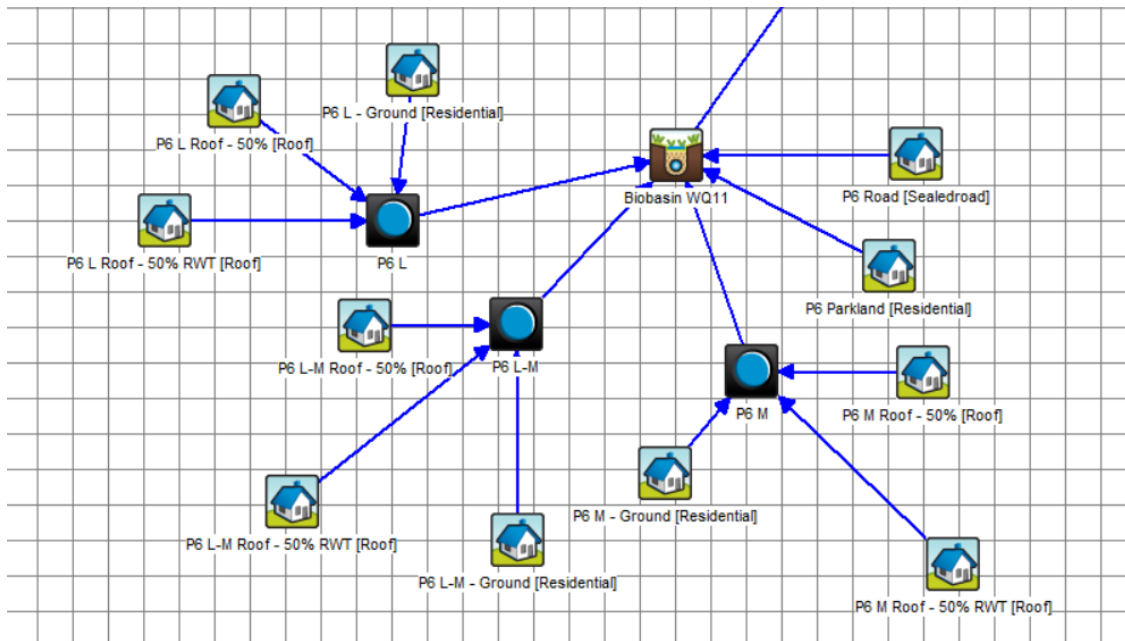 P6 L - Ground [Residential]
P6 L Roof - 50% [Roof]
Biobasin WQ11
P6 Road [Sealedroad]
P6 L Roof - 50% RWT [Roof]
P6 L
P6 Parkland [Residential]
P6 L-M Roof - 50% [Roof]
P6 L-M
P6 M
P6 M Roof - 50% [Roof]
P6 M - Ground [Residential]
P6 L-M Roof - 50% RWT [Roof]
P6 L-M - Ground [Residential]
P6 M Roof - 50% RWT [Roof]